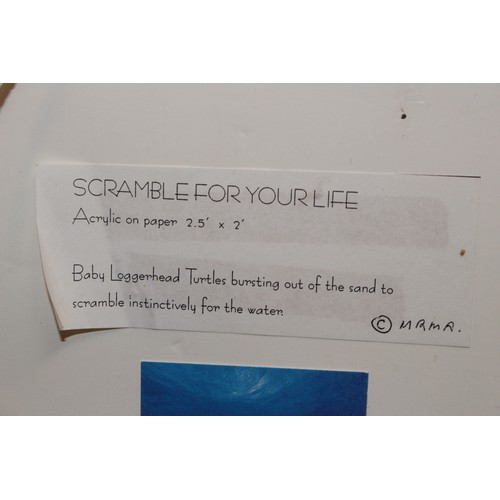 SCRAMBLE FOR YOUR LIFE
Acrylic on paper 2.5' x 2'
Baby Loggerhead Turtles bursting out of the sand to
scramble instinctively for the water.
© MRMR.